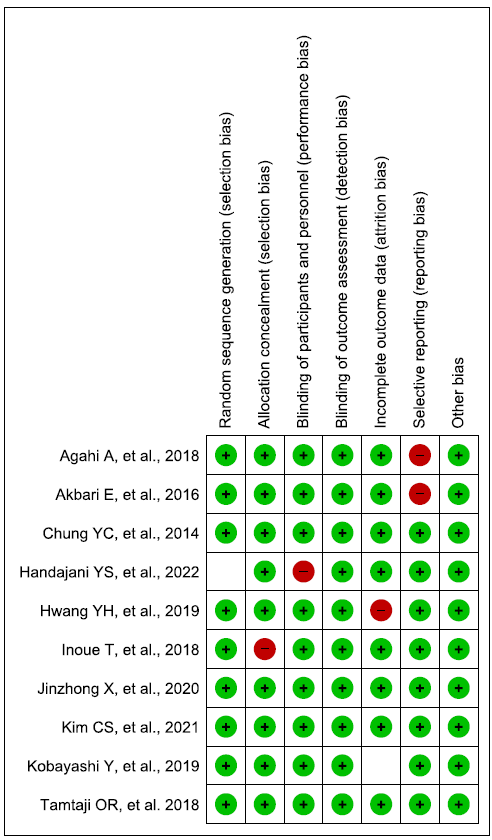 Random sequence generation (selection bias)
Allocation concealment (selection bias)
Blinding of participants and personnel (performance bias)
Blinding of outcome assessment (detection bias)
Incomplete outcome data (attrition bias)
Selective reporting (reporting bias)
Other bias
Agahi A, et al., 2018 + + + + + − +
Akbari E, et al., 2016 + + + + + − +
Chung YC, et al., 2014 + + + + + + +
Handajani YS, et al., 2022 + − + + + +
Hwang YH, et al., 2019 + + + + − + +
Inoue T, et al., 2018 + − + + + + +
Jinzhong X, et al., 2020 + + + + + + +
Kim CS, et al., 2021 + + + + + + +
Kobayashi Y, et al., 2019 + + + + + +
Tamtaji OR, et al. 2018 + + + + + + +